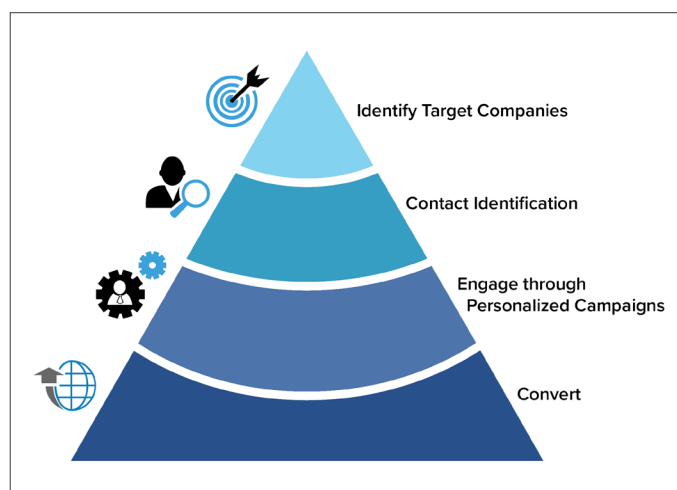 Identify Target Companies
Contact Identification
Engage through
Personalized Campaigns
Convert